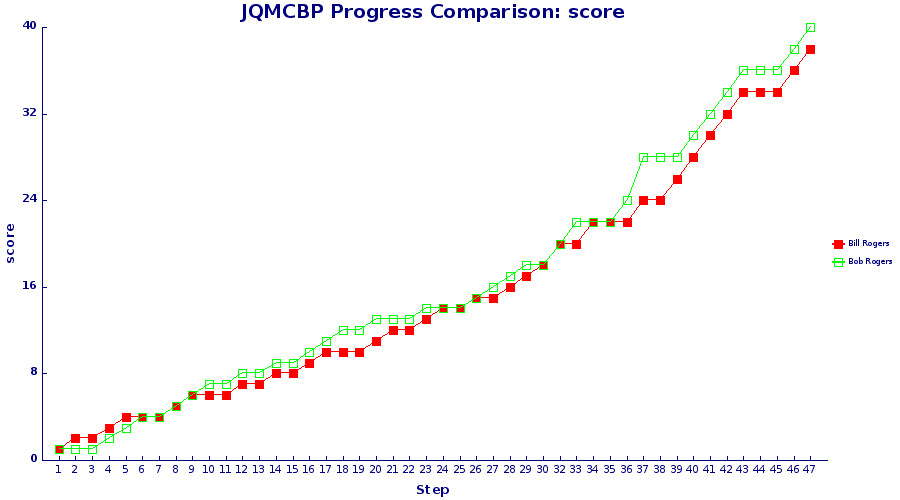 JQMCBP Progress Comparison: score
40
32
24
16
8
0
score
1 2 3 4 5 6 7 8 9 10 11 12 13 14 15 16 17 18 19 20 21 22 23 24 25 26 27 28 29 30 32 33 34 35 36 37 38 39 40 41 42 43 44 45 46 47
Step
Bill Rogers
Bob Rogers